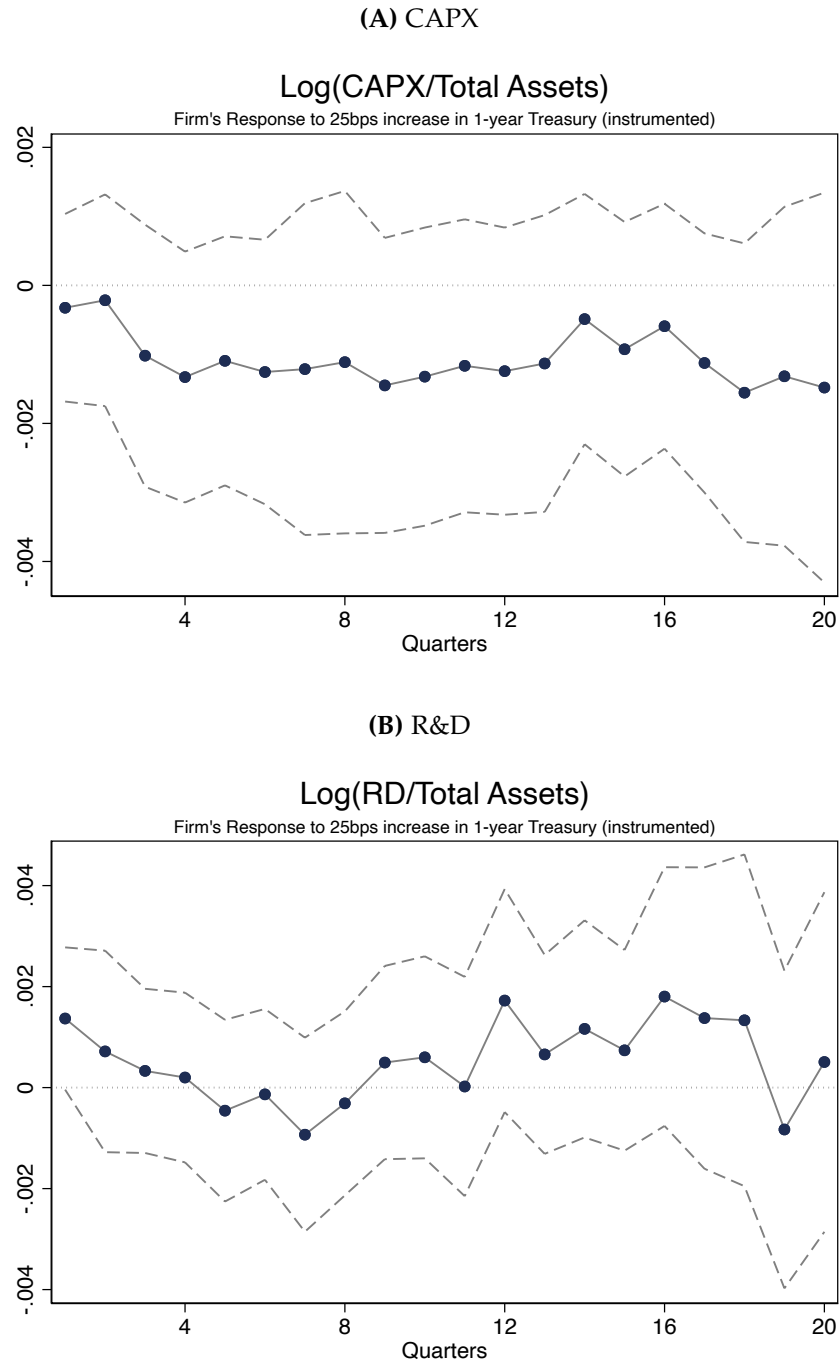 (A) CAPX
Log(CAPX/Total Assets)
Firm's Response to 25bps increase in 1-year Treasury (instrumented)
.002
0
-.002
-.004
4 8 12 16 20
Quarters
(B) R&D
Log(RD/Total Assets)
Firm's Response to 25bps increase in 1-year Treasury (instrumented)
.004
.002
0
-.002
-.004
4 8 12 16 20
Quarters